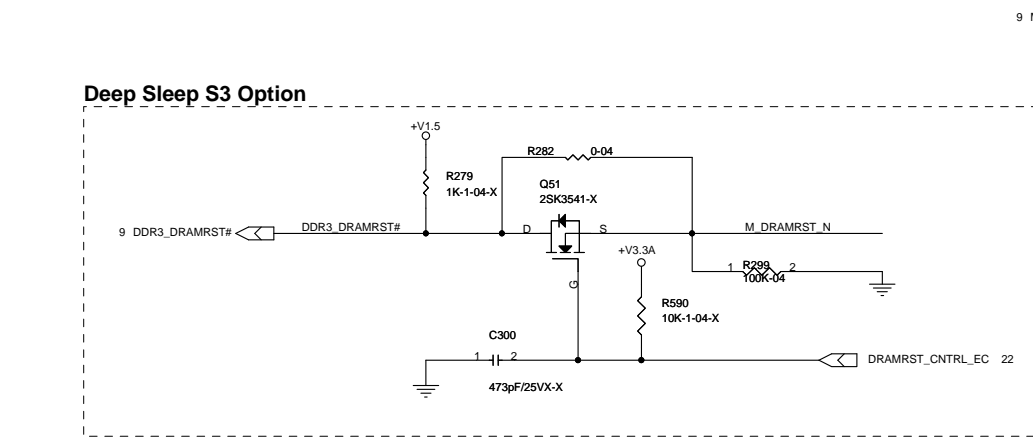 9
Deep Sleep S3 Option
+V1.5
R282 0-04
R279
1K-1-04-X
Q51
2SK3541-X
9 DDR3_DRAMRST#
DDR3_DRAMRST#
D
S
M_DRAMRST_N
+V3.3A
1 R299 2
100K-04
G
R590
10K-1-04-X
C300
1 2
DRAMRST_CNTRL_EC 22
473pF/25VX-X